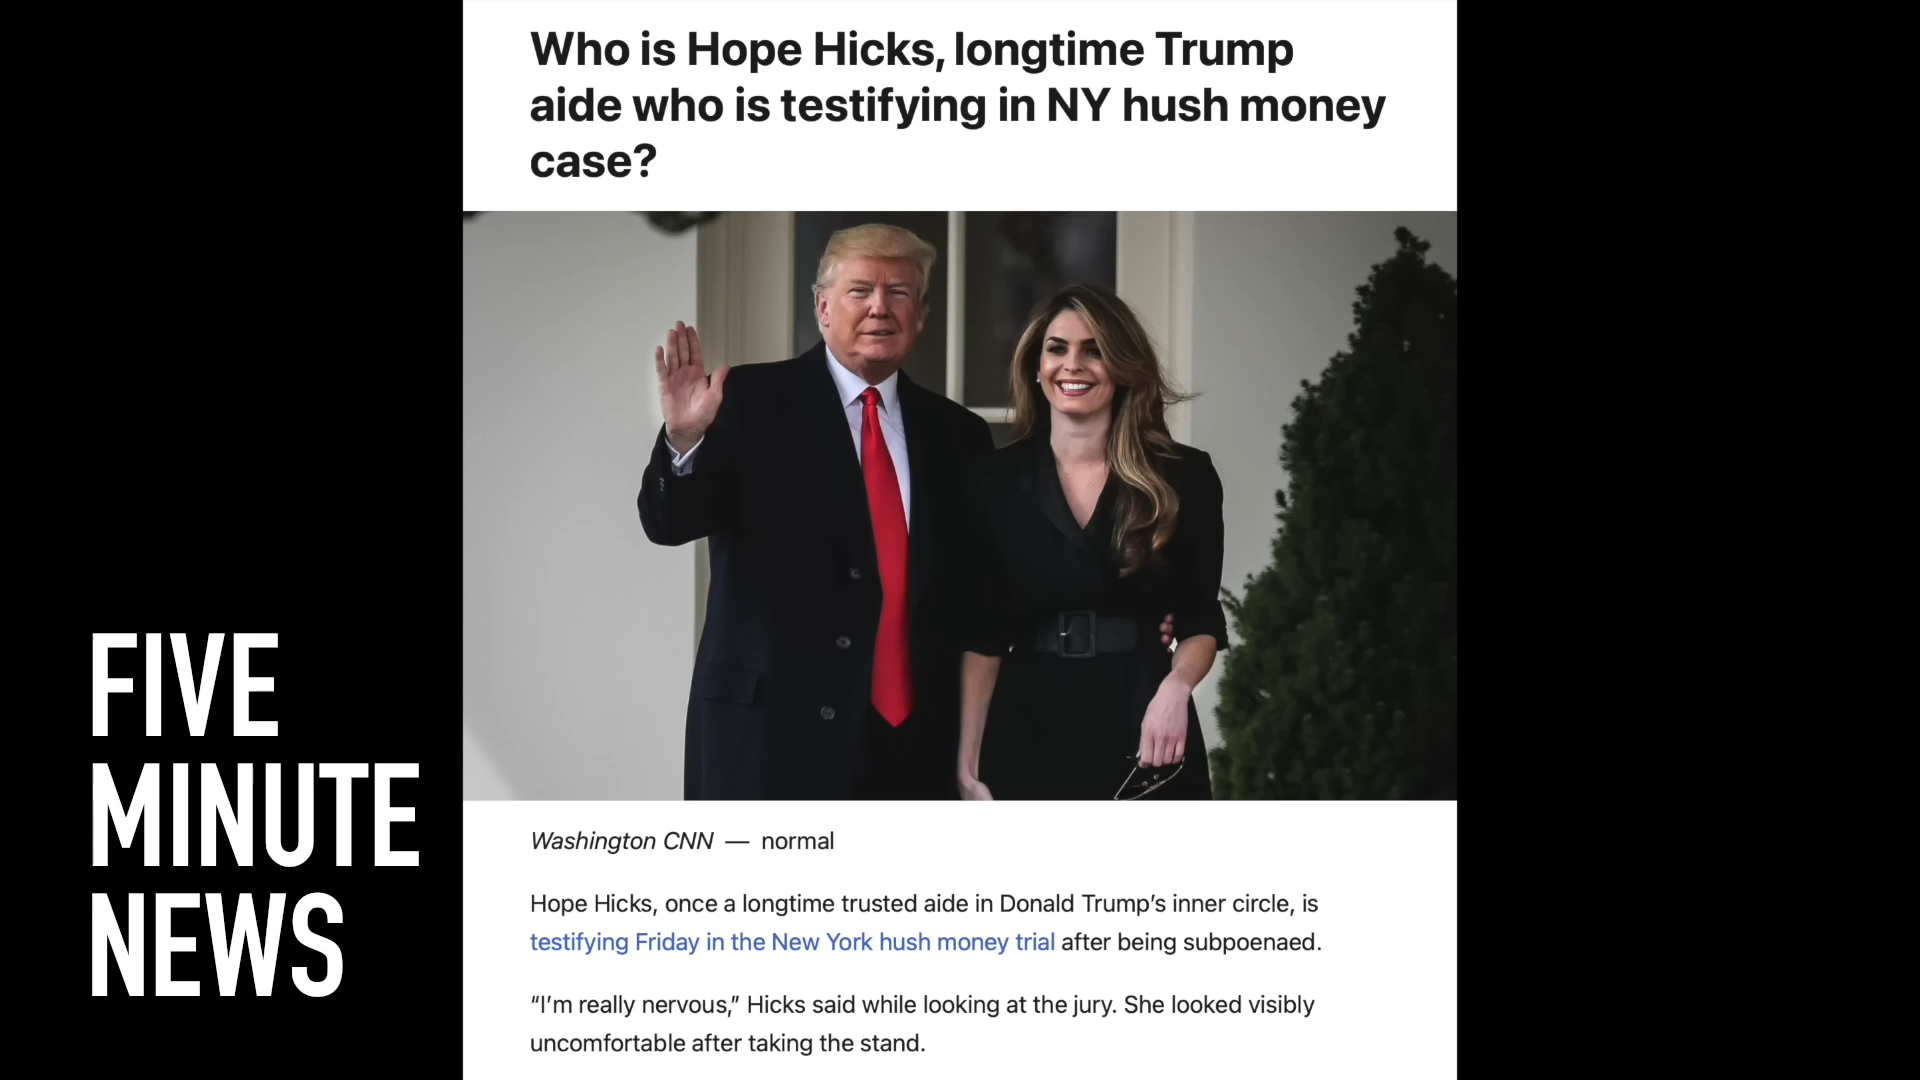 Who is Hope Hicks, longtime Trump
aide who is testifying in NY hush money
case?
FIVE
MINUTE
NEWS
Washington CNN — normal
Hope Hicks, once a longtime trusted aide in Donald Trump’s inner circle, is
testifying Friday in the New York hush money trial after being subpoenaed.
“I’m really nervous,” Hicks said while looking at the jury. She looked visibly
uncomfortable after taking the stand.